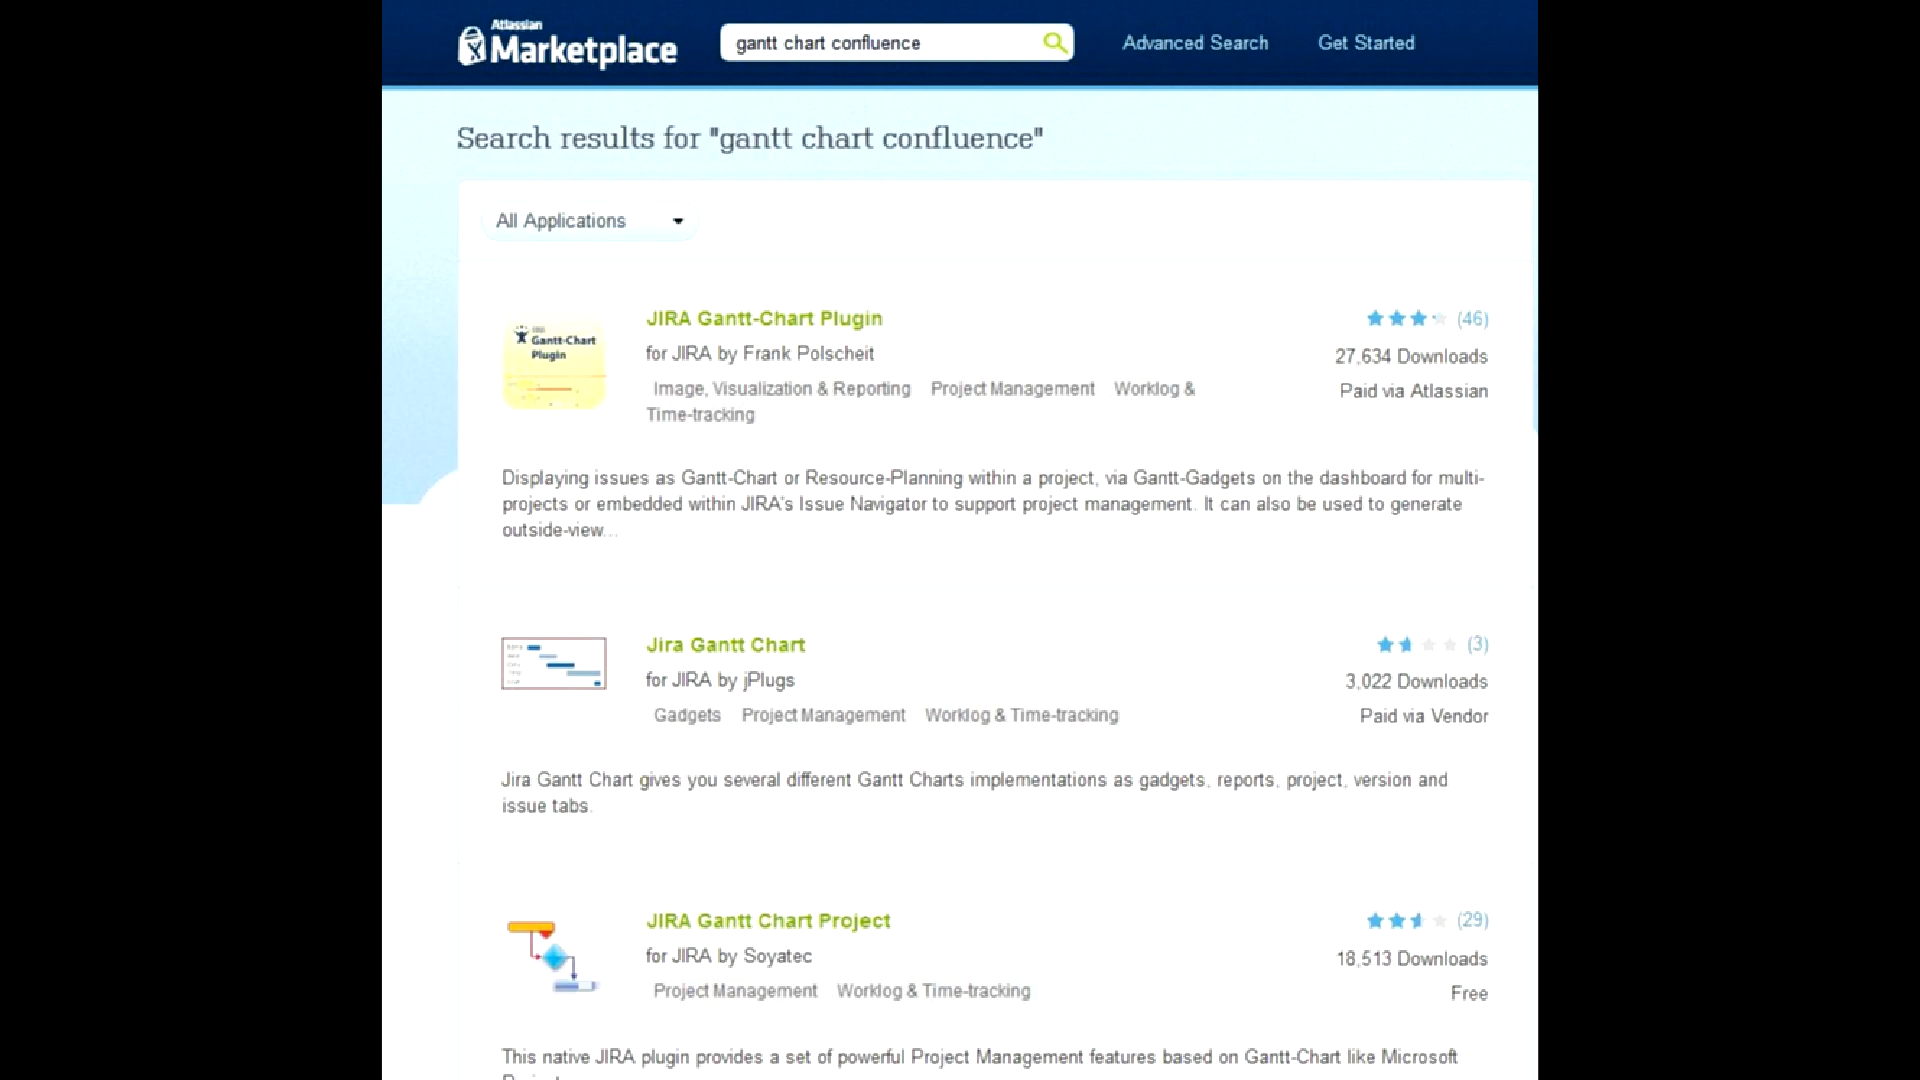 Atlassian
Marketplace
gantt chart confluence
Advanced Search
Get Started
Search results for "gantt chart confluence"
All Applications
Gantt-Chart
Plugin
JIRA Gantt-Chart Plugin
(46)
for JIRA by Frank Polscheit
27,634 Downloads
Image, Visualization & Reporting Project Management Worklog &
Time-tracking
Paid via Atlassian
Displaying issues as Gantt-Chart or Resource-Planning within a project, via Gantt-Gadgets on the dashboard for multi-
projects or embedded within JIRA's Issue Navigator to support project management. It can also be used to generate
outside-view...
Jira Gantt Chart
(3)
for JIRA by jPlugs
3,022 Downloads
Gadgets Project Management Worklog & Time-tracking
Paid via Vendor
Jira Gantt Chart gives you several different Gantt Charts implementations as gadgets, reports, project, version and
issue tabs.
JIRA Gantt Chart Project
(29)
for JIRA by Soyatec
18,513 Downloads
Project Management Worklog & Time-tracking
Free
This native JIRA plugin provides a set of powerful Project Management features based on Gantt-Chart like Microsoft